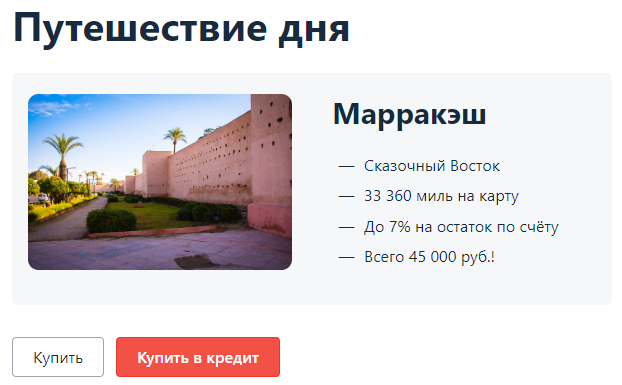 Путешествие дня
Марракэш
— Сказочный Восток
— 33 360 миль на карту
— До 7% на остаток по счёту
— Всего 45 000 руб.!
Купить
Купить в кредит